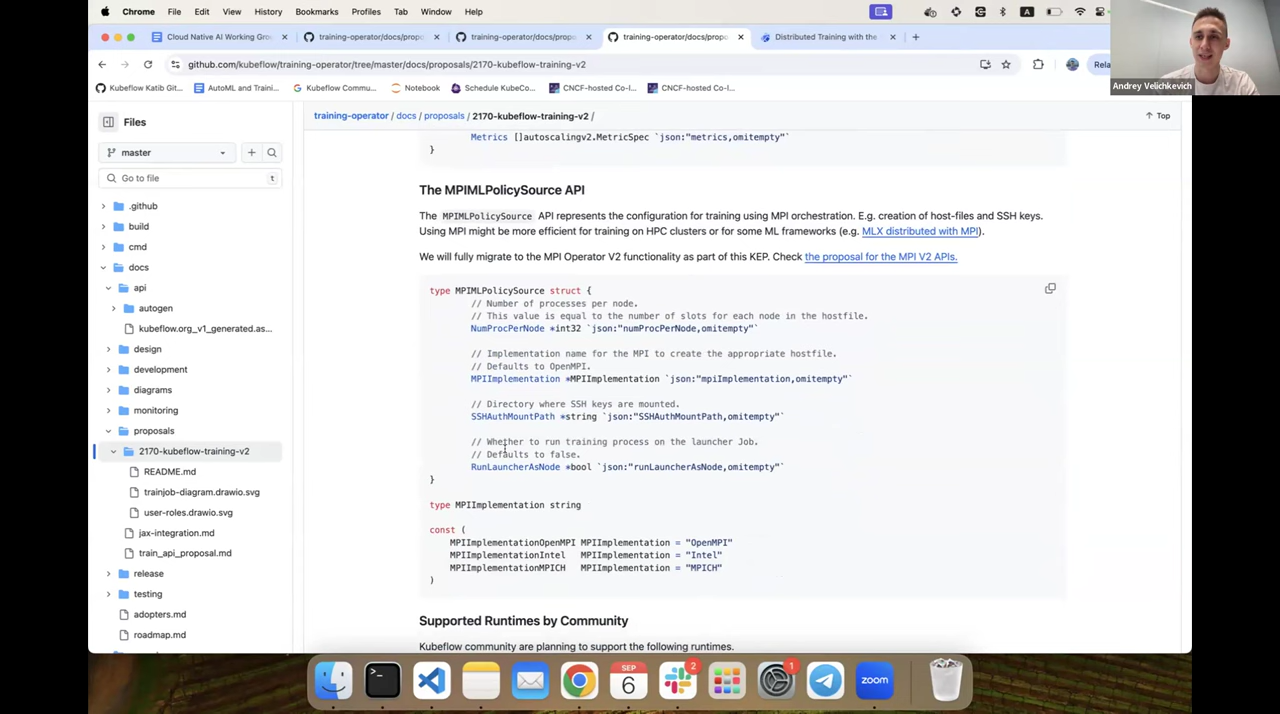 Chrome File Edit View History Bookmarks Profiles Tab Window Help
Cloud Native AI Working Grou
training-operator/docs/propo
training-operator/docs/propo
training-operator/docs/propo
Distributed Training with the
github.com/kubeflow/training-operator/tree/master/docs/proposals/2170-kubeflow-training-v2
Rela
Kubeflow Katib Git...
AutoML and Traini...
Kubeflow Commu...
Notebook
Schedule KubeCo...
CNCF-hosted Co-l...
CNCF-hosted Co-l...
Andrey Velichkevich
Files
master
Go to file
t
.github
build
cmd
docs
api
autogen
kubeflow.org_v1_generated.as...
design
development
diagrams
monitoring
proposals
2170-kubeflow-training-v2
README.md
trainjob-diagram.drawio.svg
user-roles.drawio.svg
jax-integration.md
train_api_proposal.md
release
testing
adopters.md
roadmap.md
training-operator / docs / proposals / 2170-kubeflow-training-v2 /
Top
Metrics []autoscalingv2.MetricSpec `json:"metrics,omitempty"`
}
The MPIMLPolicySource API
The MPIMLPolicySource API represents the configuration for training using MPI orchestration. E.g. creation of host-files and SSH keys.
Using MPI might be more efficient for training on HPC clusters or for some ML frameworks (e.g. MLX distributed with MPI).
We will fully migrate to the MPI Operator V2 functionality as part of this KEP. Check the proposal for the MPI V2 APIs.
type MPIMLPolicySource struct {
// Number of processes per node.
// This value is equal to the number of slots for each node in the hostfile.
NumProcPerNode *int32 `json:"numProcPerNode,omitempty"`
// Implementation name for the MPI to create the appropriate hostfile.
// Defaults to OpenMPI.
MPIImplementation *MPIImplementation `json:"mpiImplementation,omitempty"`
// Directory where SSH keys are mounted.
SSHAuthMountPath *string `json:"SSHAuthMountPath,omitempty"`
// Whether to run training process on the launcher Job.
// Defaults to false.
RunLauncherAsNode *bool `json:"runLauncherAsNode,omitempty"`
}
type MPIImplementation string
const (
MPIImplementationOpenMPI MPIImplementation = "OpenMPI"
MPIImplementationIntel MPIImplementation = "Intel"
MPIImplementationMPICH MPIImplementation = "MPICH"
)
Supported Runtimes by Community
Kubeflow community are planning to support the following runtimes.
SEP
6
2
1
zoom